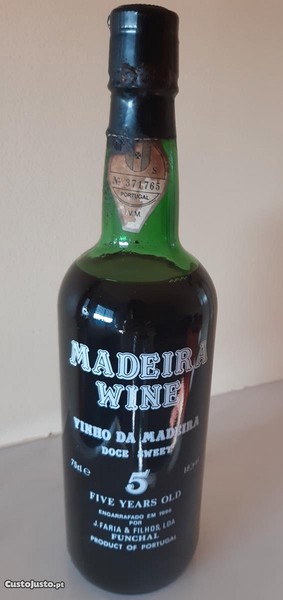 S
Nº 371765
PORTUGAL
V.M
MADEIRA
WINE
VINHO DA MADEIRA
DOCE SWEET
75cl e
5
FIVE YEARS OLD
ENGARRAFADO EM
POR
J. FARIA & FILHOS, LDA
FUNCHAL
PRODUCT OF PORTUGAL
CustoJusto.pt